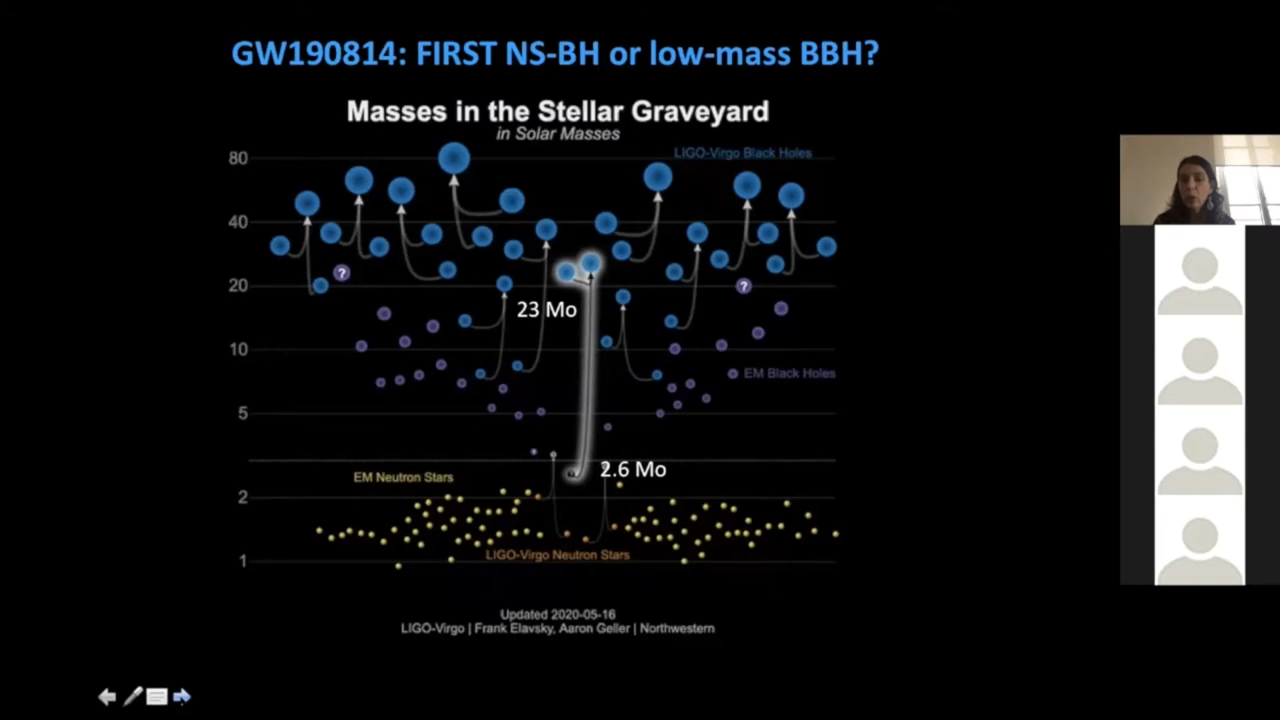 GW190814: FIRST NS-BH or low-mass BBH?
Masses in the Stellar Graveyard
in Solar Masses
80
LIGO-Virgo Black Holes
40
?
20
?
23 Mo
10
EM Black Holes
5
2.6 Mo
EM Neutron Stars
2
LIGO-Virgo Neutron Stars
1
Updated 2020-05-16
LIGO-Virgo | Frank Elavsky, Aaron Geller | Northwestern